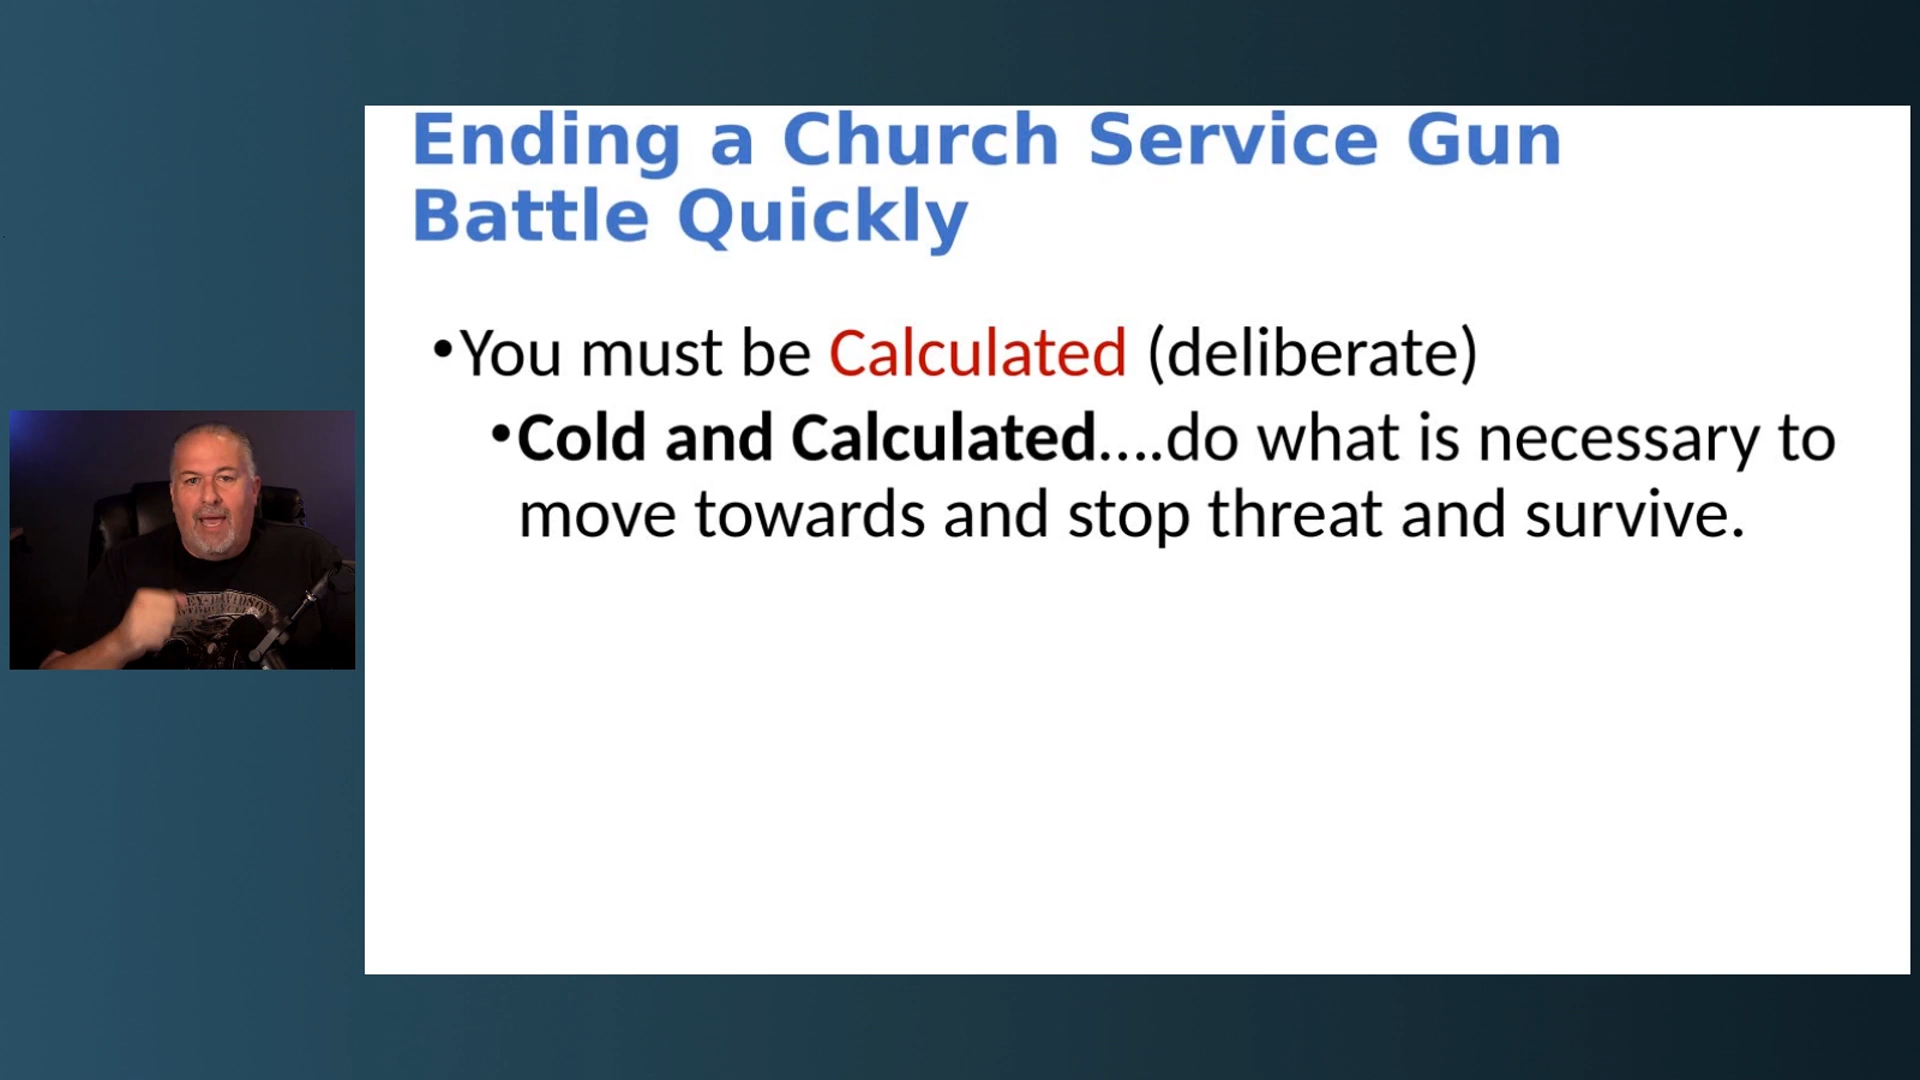 Ending a Church Service Gun
Battle Quickly
•You must be Calculated (deliberate)
•Cold and Calculated....do what is necessary to
move towards and stop threat and survive.